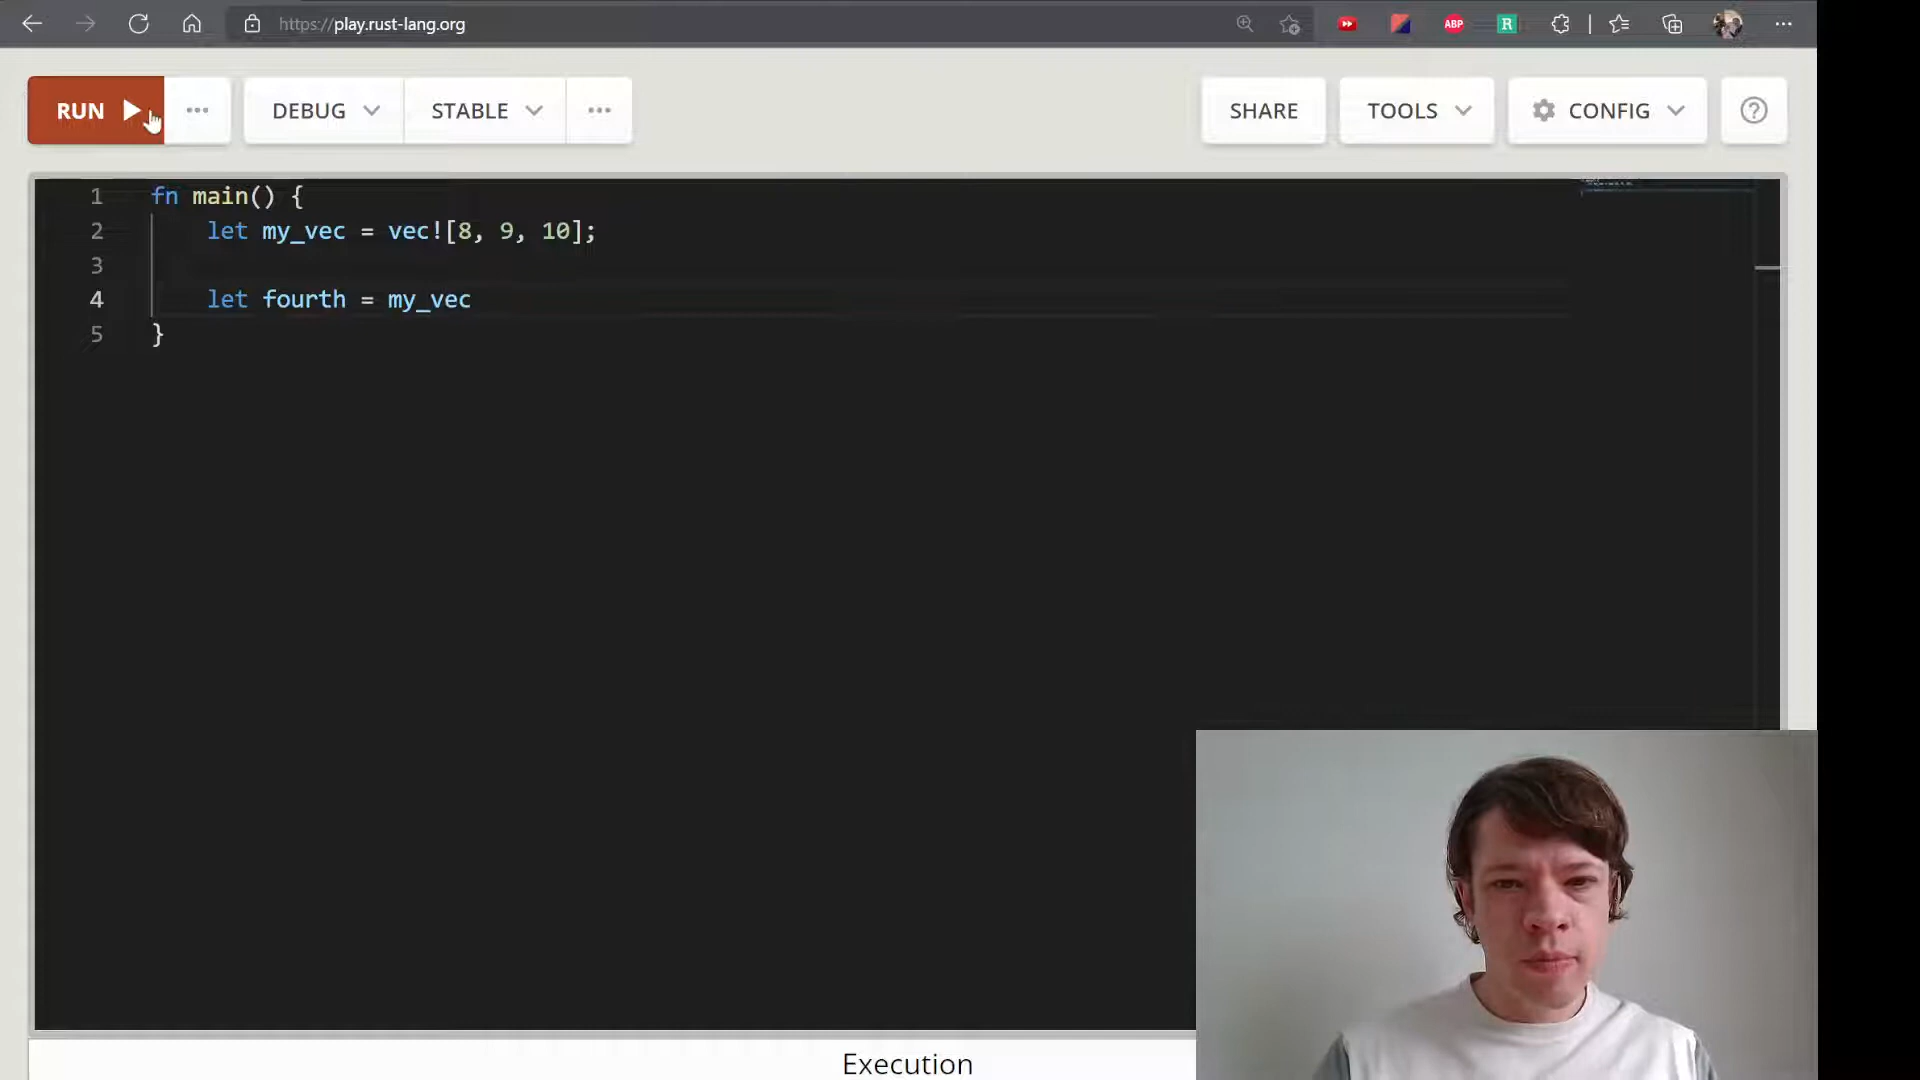 https://play.rust-lang.org
ABP
R
RUN
DEBUG
STABLE
SHARE
TOOLS
CONFIG
1 fn main() {
2 let my_vec = vec![8, 9, 10];
3
4 let fourth = my_vec
5 }
Execution